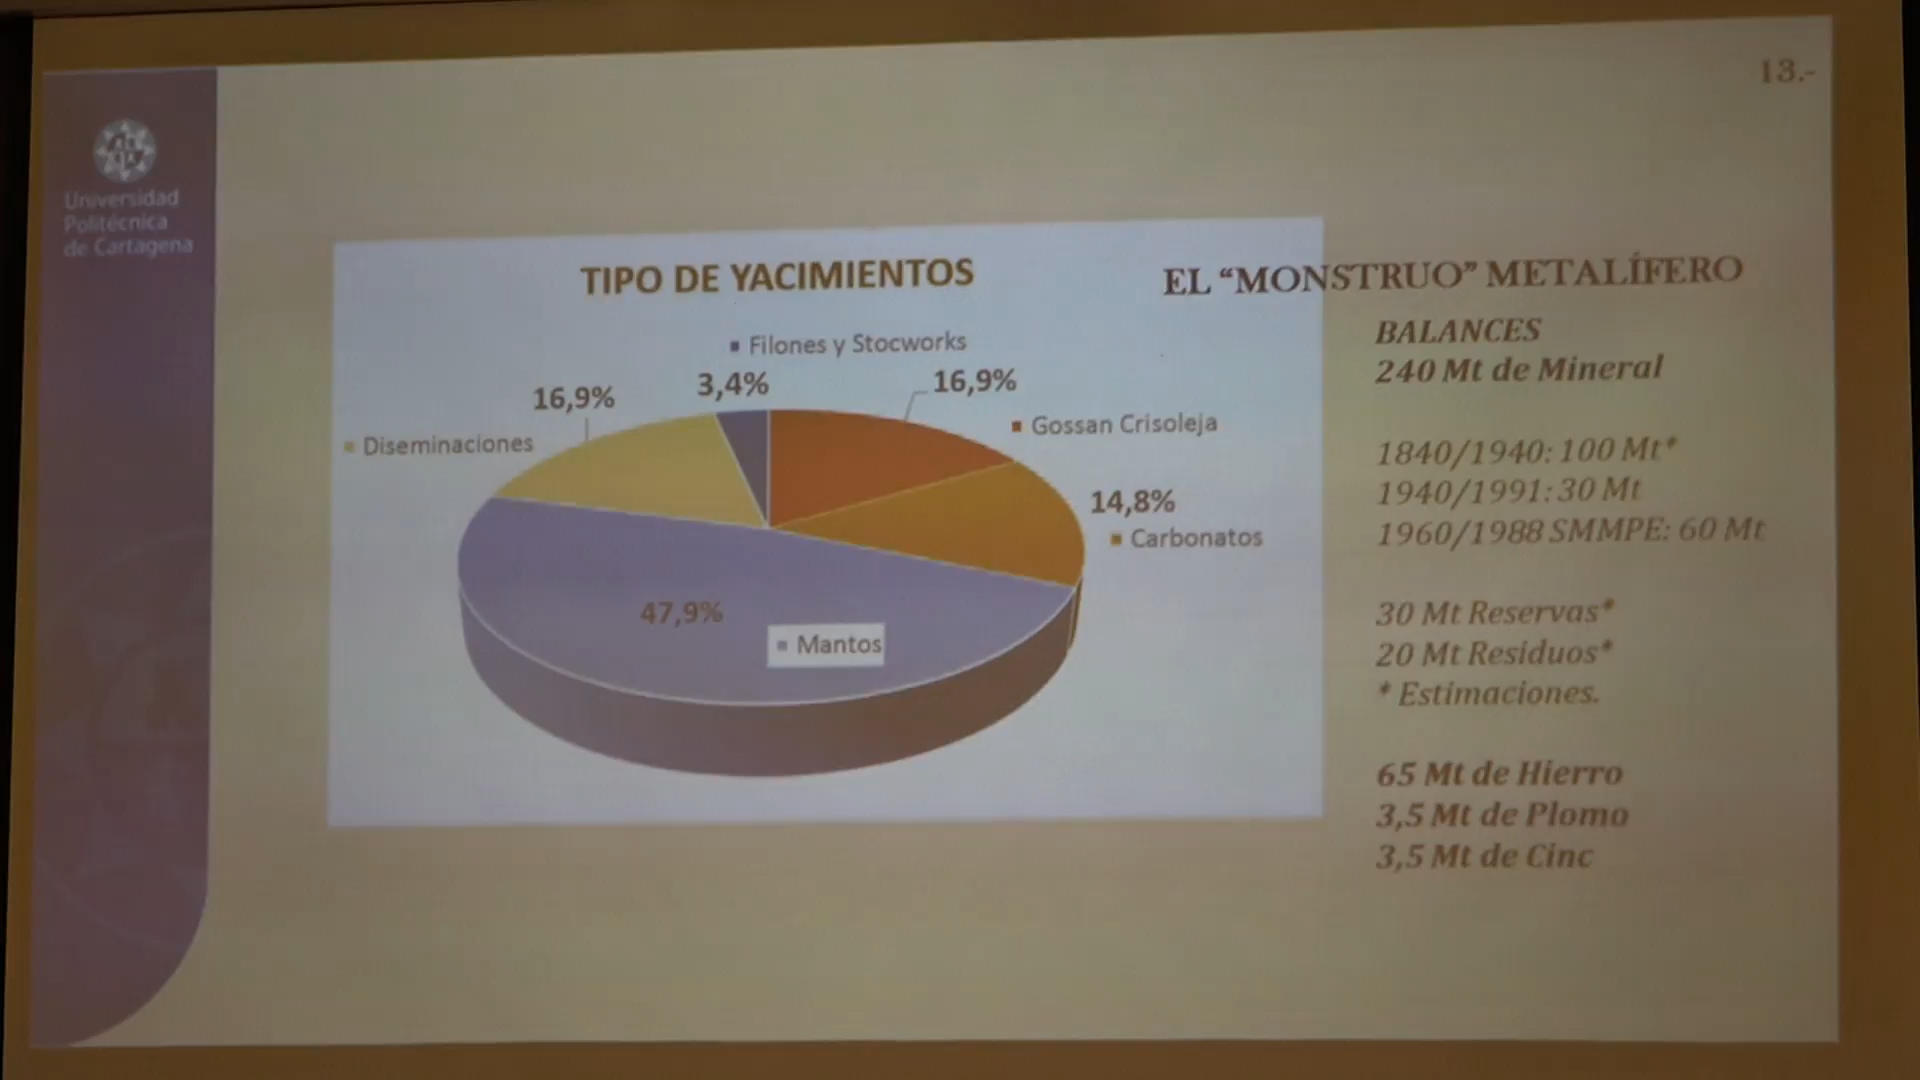 13.-
Universidad
Politécnica
de Cartagena
TIPO DE YACIMIENTOS
Filones y Stocworks
3,4%
16,9%
Gossan Crisoleja
16,9%
Diseminaciones
14,8%
Carbonatos
47,9%
Mantos
EL “MONSTRUO” METALÍFERO
BALANCES
240 Mt de Mineral
1840/1940: 100 Mt*
1940/1991: 30 Mt
1960/1988 SMMPE: 60 Mt
30 Mt Reservas*
20 Mt Residuos*
* Estimaciones.
65 Mt de Hierro
3,5 Mt de Plomo
3,5 Mt de Cinc